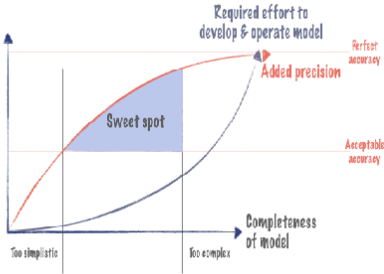 Required effort to
develop & operate model
Perfect
accuracy
Added precision
Sweet spot
Acceptable
accuracy
Completeness
of model
Too simplistic
Too complex